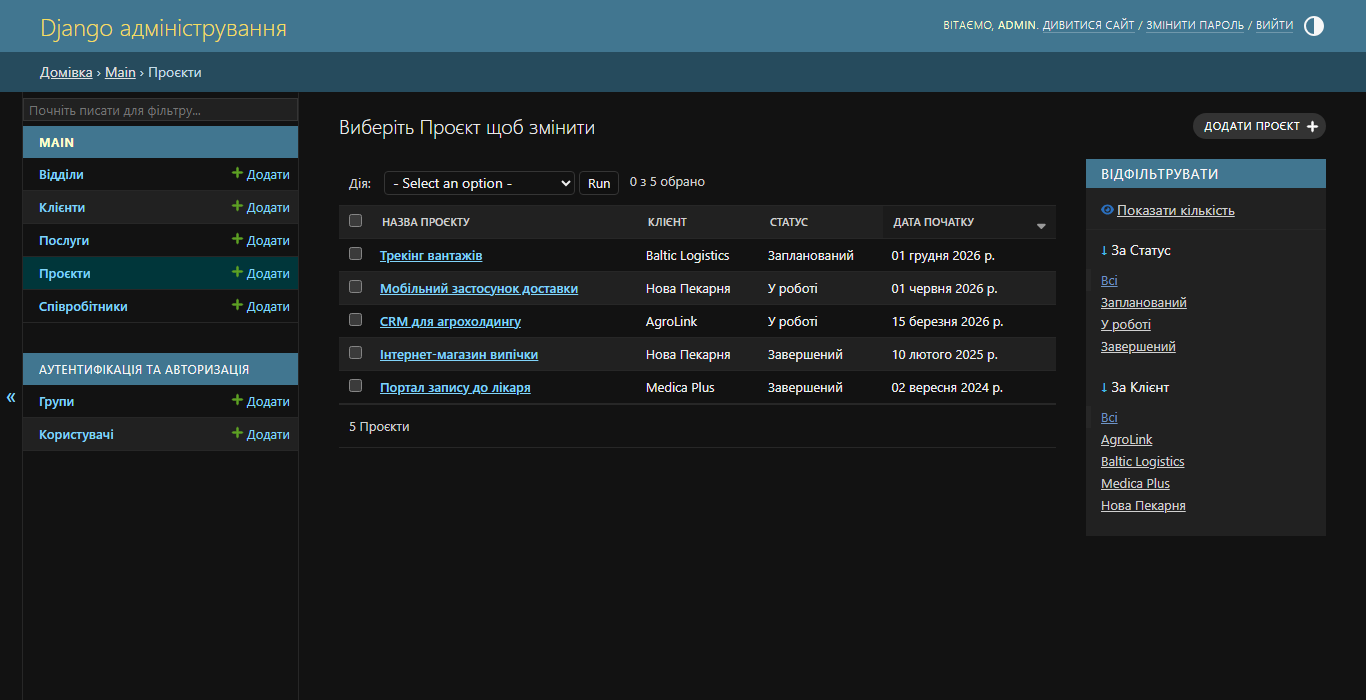 Django адміністрування
ВІТАЄМО, ADMIN. ДИВИТИСЯ САЙТ / ЗМІНИТИ ПАРОЛЬ / ВИЙТИ
Домівка › Main › Проєкти
Почніть писати для фільтру...
MAIN
Відділи Додати
Клієнти Додати
Послуги Додати
Проєкти Додати
Співробітники Додати
АУТЕНТИФІКАЦІЯ ТА АВТОРИЗАЦІЯ
Групи Додати
Користувачі Додати
«
Виберіть Проєкт щоб змінити
ДОДАТИ ПРОЄКТ
Дія: - Select an option - Run 0 з 5 обрано
НАЗВА ПРОЄКТУ КЛІЄНТ СТАТУС ДАТА ПОЧАТКУ
Трекінг вантажів Baltic Logistics Запланований 01 грудня 2026 р.
Мобільний застосунок доставки Нова Пекарня У роботі 01 червня 2026 р.
CRM для агрохолдингу AgroLink У роботі 15 березня 2026 р.
Інтернет-магазин випічки Нова Пекарня Завершений 10 лютого 2025 р.
Портал запису до лікаря Medica Plus Завершений 02 вересня 2024 р.
5 Проєкти
ВІДФІЛЬТРУВАТИ
Показати кількість
↓ За Статус
Всі
Запланований
У роботі
Завершений
↓ За Клієнт
Всі
AgroLink
Baltic Logistics
Medica Plus
Нова Пекарня